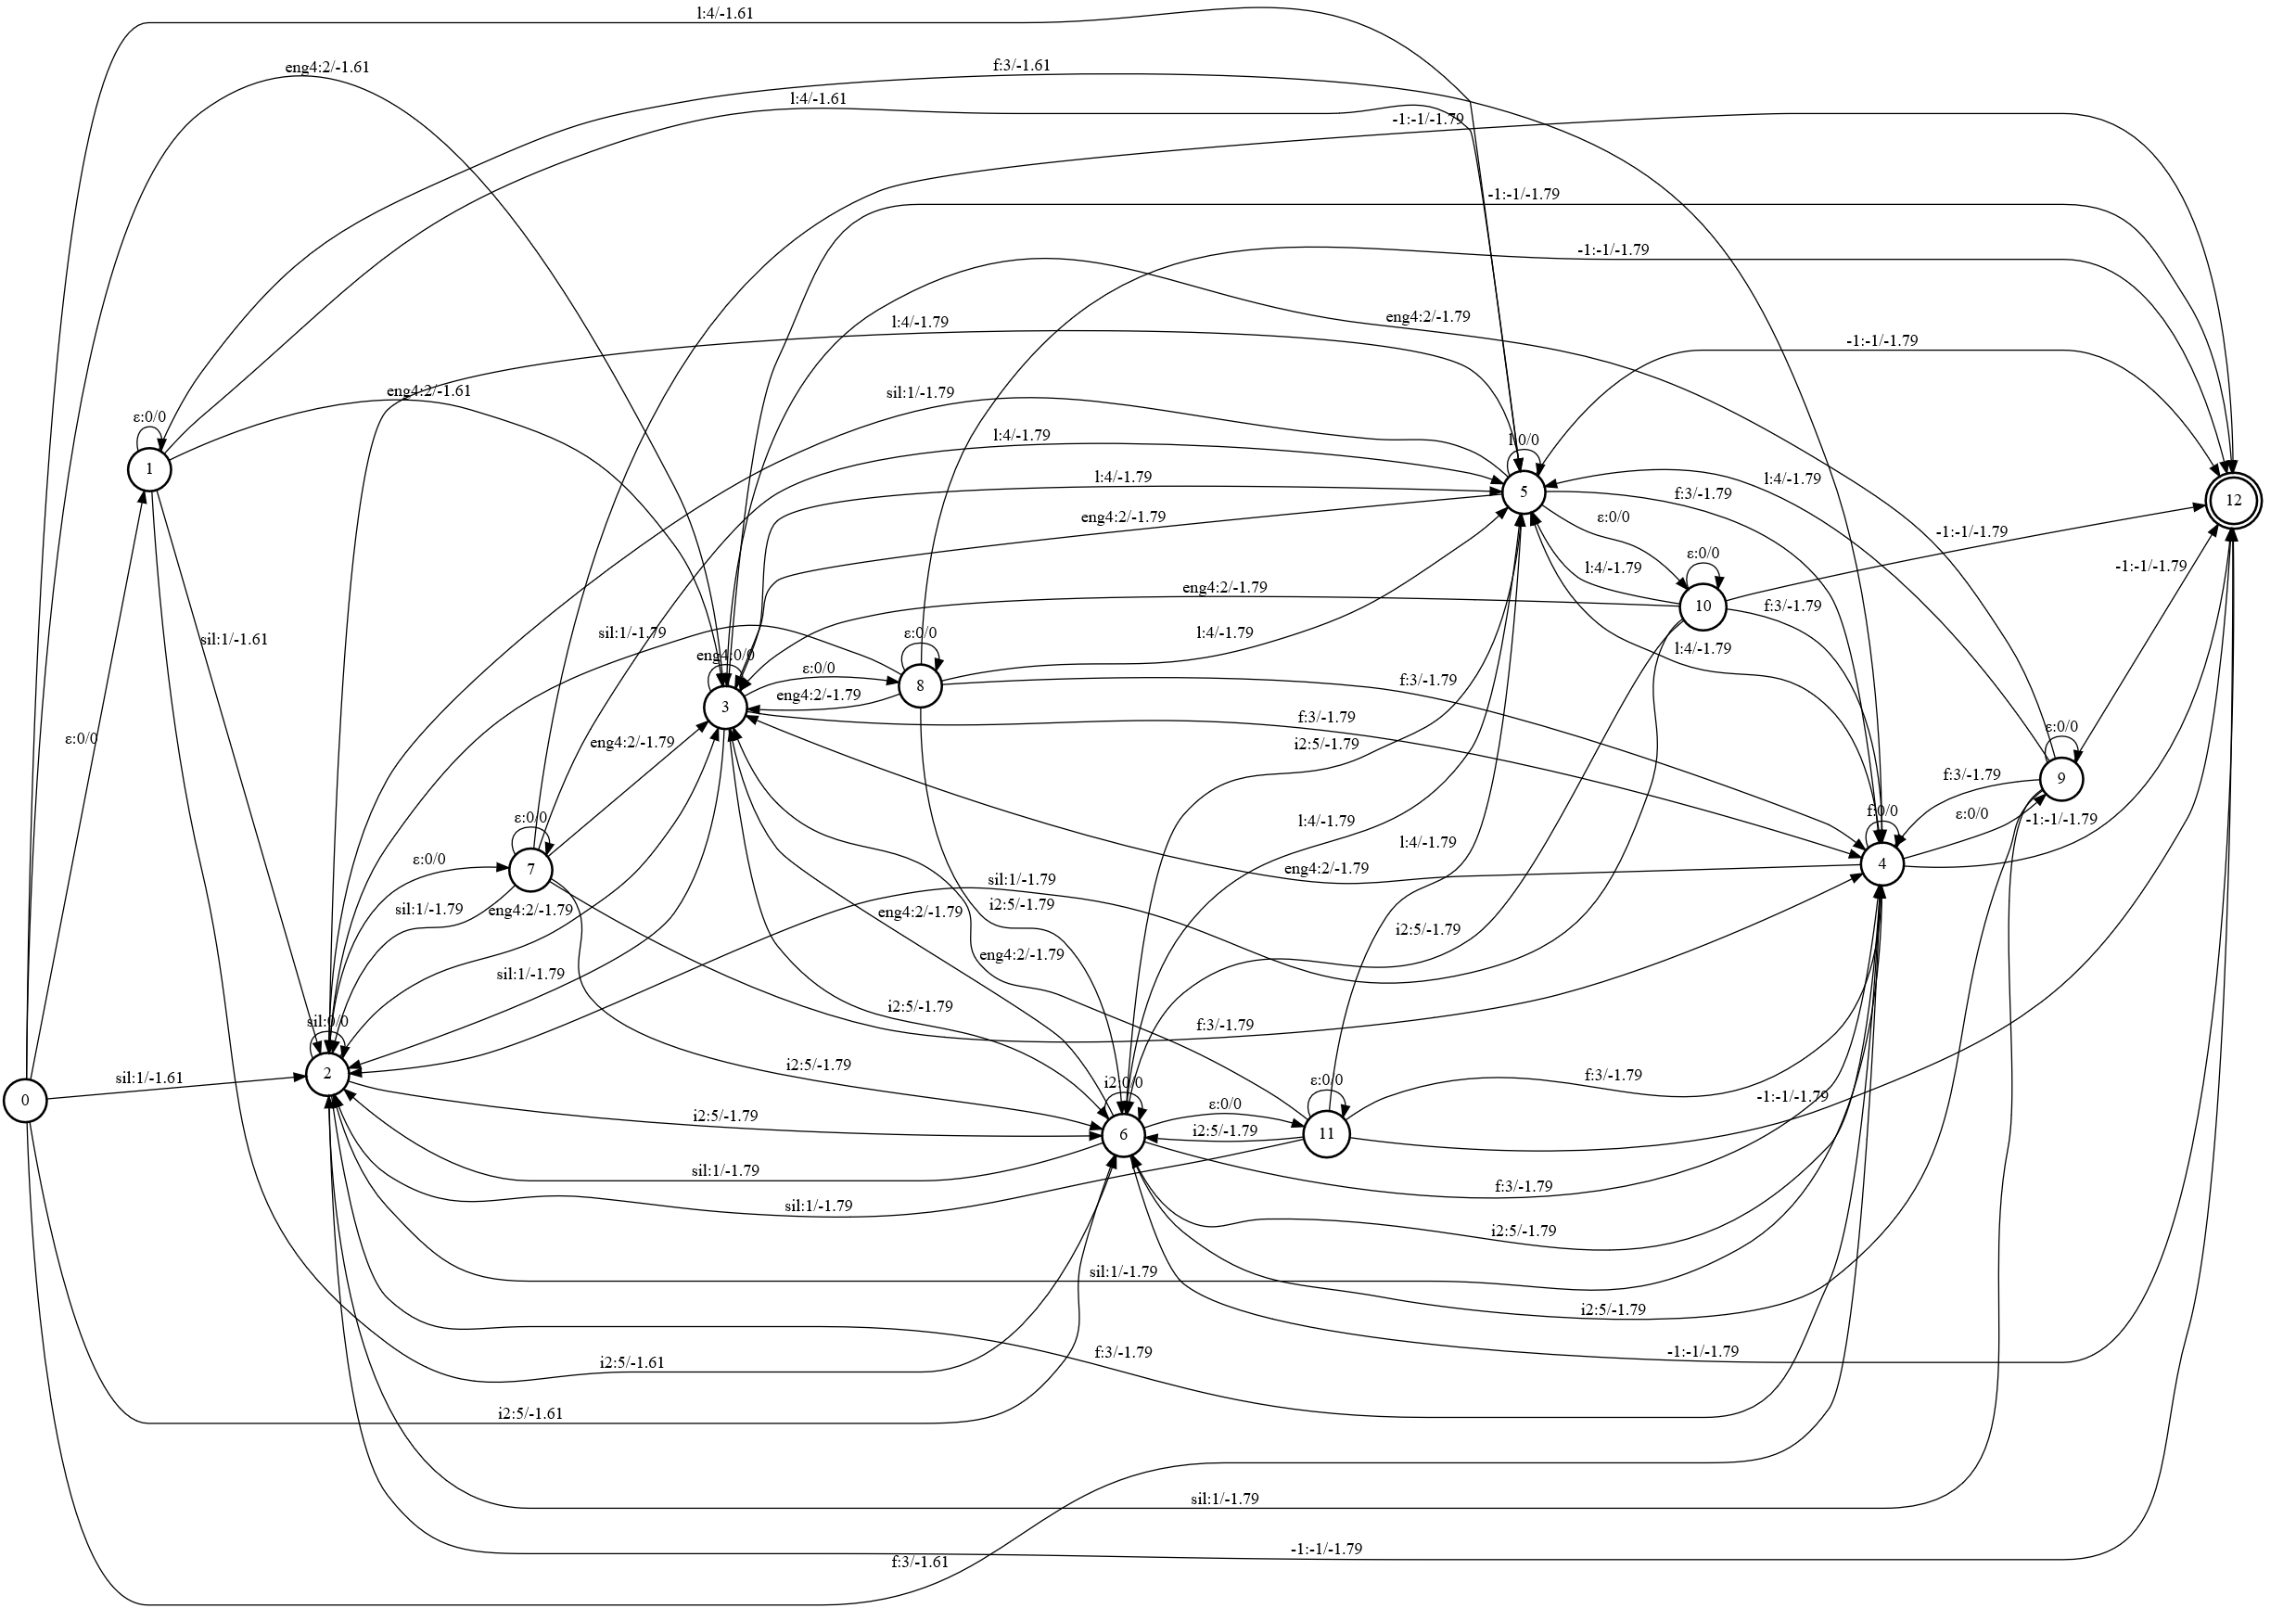 l:4/-1.61
eng4:2/-1.61
f:3/-1.61
l:4/-1.61
-1:-1/-1.79
-1:-1/-1.79
-1:-1/-1.79
eng4:2/-1.79
l:4/-1.79
-1:-1/-1.79
eng4:2/-1.61
sil:1/-1.79
ε:0/0
l:4/-1.79
1
l:4/-1.79
l:0/0
5
l:4/-1.79
f:3/-1.79
12
eng4:2/-1.79
ε:0/0
-1:-1/-1.79
ε:0/0
l:4/-1.79
-1:-1/-1.79
eng4:2/-1.79
10
f:3/-1.79
sil:1/-1.61
sil:1/-1.79
ε:0/0
l:4/-1.79
l:4/-1.79
eng4:0/0
ε:0/0
8
f:3/-1.79
3
eng4:2/-1.79
f:3/-1.79
ε:0/0
ε:0/0
eng4:2/-1.79
i2:5/-1.79
9
f:3/-1.79
ε:0/0
7
f:0/0
ε:0/0
-1:-1/-1.79
l:4/-1.79
l:4/-1.79
4
ε:0/0
eng4:2/-1.79
sil:1/-1.79
sil:1/-1.79
eng4:2/-1.79
eng4:2/-1.79
i2:5/-1.79
i2:5/-1.79
eng4:2/-1.79
sil:1/-1.79
i2:5/-1.79
sil:0/0
f:3/-1.79
2
i2:5/-1.79
f:3/-1.79
sil:1/-1.61
i2:0/0
ε:0/0
-1:-1/-1.79
0
i2:5/-1.79
ε:0/0
6
i2:5/-1.79
11
sil:1/-1.79
f:3/-1.79
sil:1/-1.79
i2:5/-1.79
sil:1/-1.79
i2:5/-1.79
f:3/-1.79
-1:-1/-1.79
i2:5/-1.61
i2:5/-1.61
sil:1/-1.79
-1:-1/-1.79
f:3/-1.61